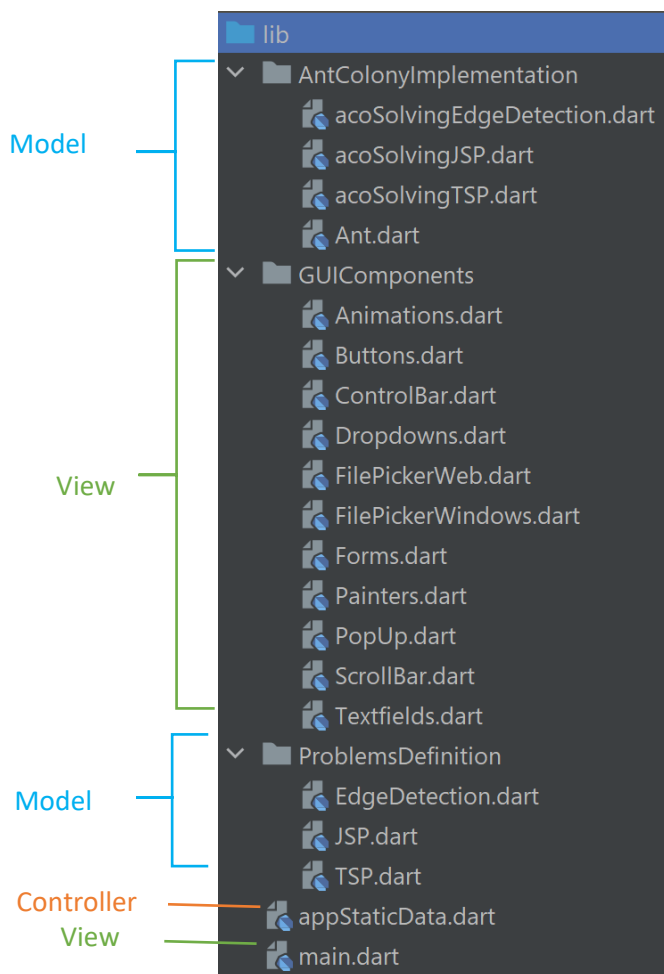 lib
AntColonyImplementation
acoSolvingEdgeDetection.dart
Model
acoSolvingJSP.dart
acoSolvingTSP.dart
Ant.dart
GUIComponents
Animations.dart
Buttons.dart
ControlBar.dart
Dropdowns.dart
View
FilePickerWeb.dart
FilePickerWindows.dart
Forms.dart
Painters.dart
PopUp.dart
ScrollBar.dart
Textfields.dart
ProblemsDefinition
Model
EdgeDetection.dart
JSP.dart
TSP.dart
Controller
appStaticData.dart
View
main.dart